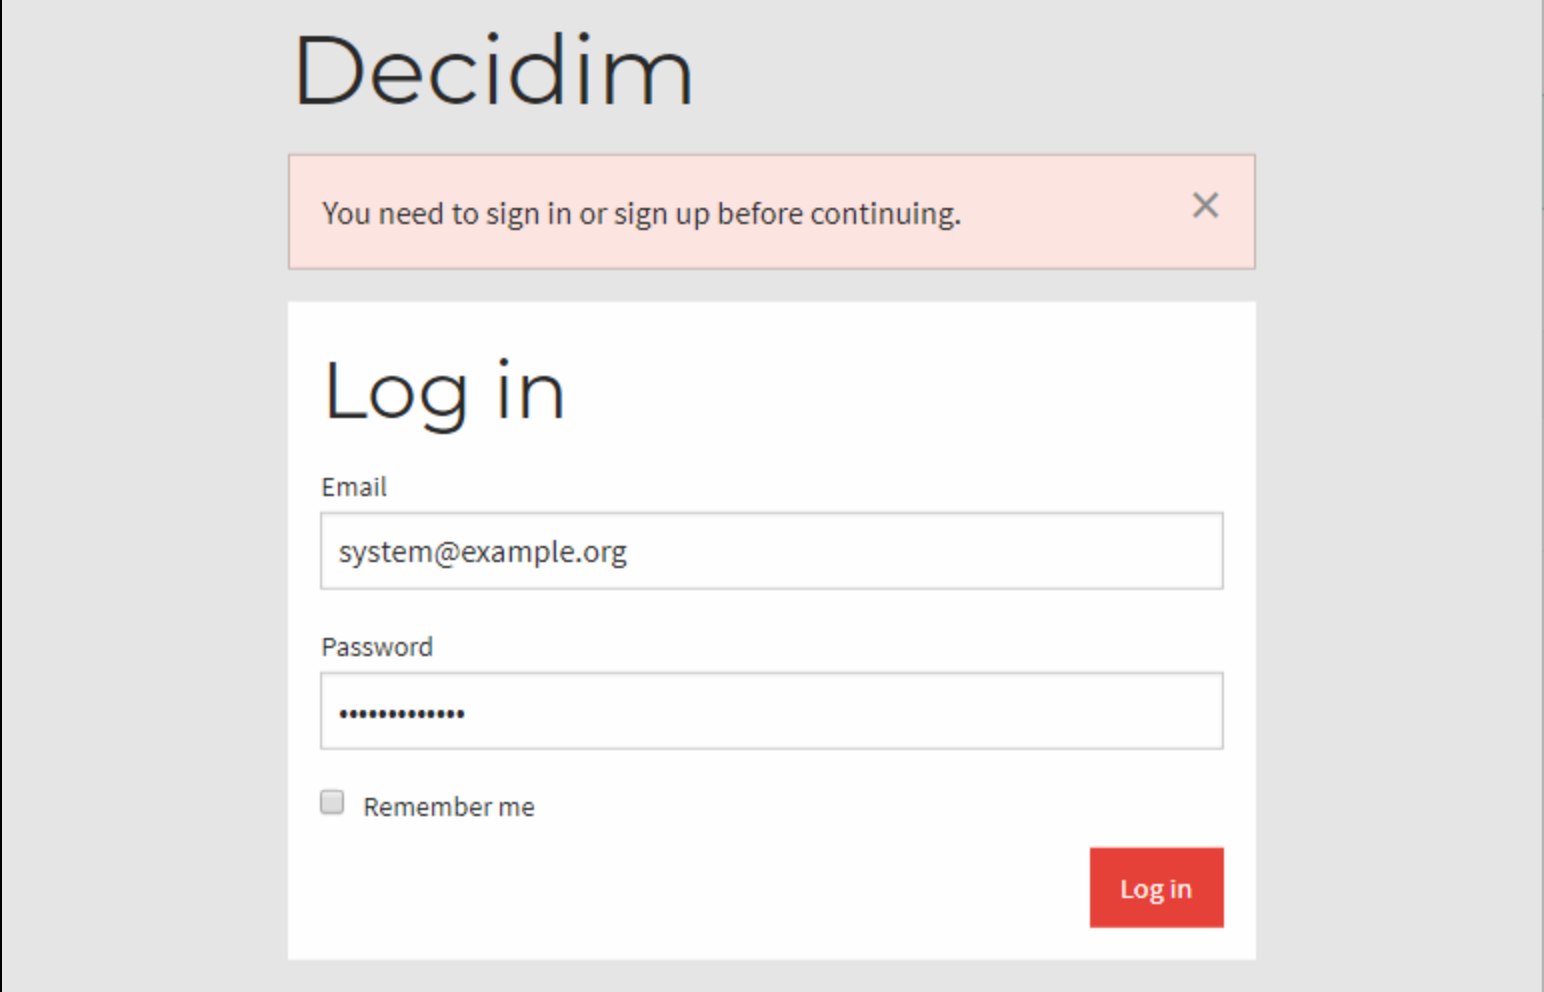 Decidim
You need to sign in or sign up before continuing.
Log in
Email
system@example.org
Password
•••••••••••••
Remember me
Log in